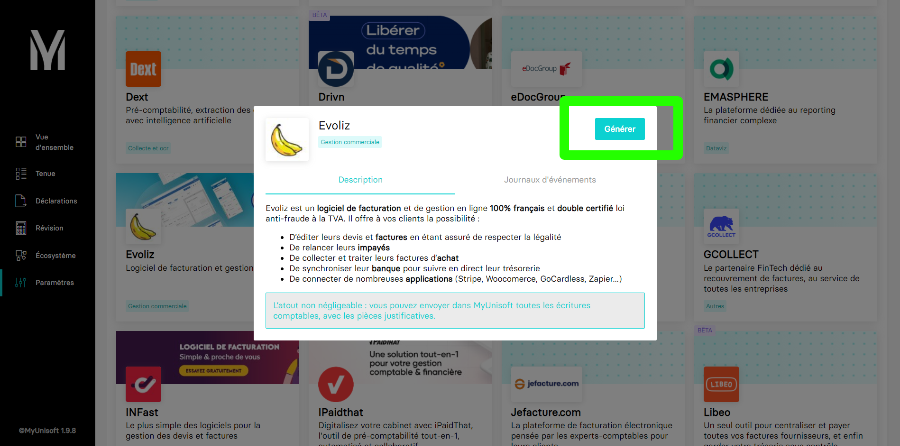 Vue
d'ensemble
Tenue
Déclarations
Révision
Écosystème
Paramètres
@MyUnisoft 1.9.8
BÊTA
Libérer
du temps
de qualité
eDocGroup
Dext
Pré-comptabilité, extraction des
avec intelligence artificielle
Collecte et ocr
Drivn
eDocGroup
EMASPHERE
La plateforme dédiée au reporting
financier complexe
Evoliz
Gestion commerciale
Générer
Description
Journaux d'événements
Evoliz est un logiciel de facturation et de gestion en ligne 100% français et double certifié loi
anti-fraude à la TVA. Il offre à vos clients la possibilité :
• D'éditer leurs devis et factures en étant assuré de respecter la légalité
• De relancer leurs impayés
• De collecter et traiter leurs factures d'achat
• De synchroniser leur banque pour suivre en direct leur trésorerie
• De connecter de nombreuses applications (Stripe, Woocomerce, GoCardless, Zapier...)
L'atout non négligeable : vous pouvez envoyer dans MyUnisoft toutes les écritures
comptables, avec les pièces justificatives.
Evoliz
Logiciel de facturation et gestion
Gestion commerciale
GCOLLECT
GCOLLECT
Le partenaire FinTech dédié au
recouvrement de factures, au service de
toutes les entreprises
Autres
LOGICIEL DE FACTURATION
Simple & proche de vous
ESSAYEZ GRATUITEMENT
INFast
Le plus simple des logiciels pour la
gestion des devis et factures
IPAIDTHAT
Une solution tout-en-1
pour votre gestion
comptable & financière
IPaidthat
Digitalisez votre cabinet avec iPaidThat,
l'outil de pré-comptabilité tout-en-1,
jefacture.com
Jefacture.com
La plateforme de facturation électronique
pensée par les experts-comptables pour
BÊTA
LIBEO
Libeo
Un seul outil pour centraliser et payer
toutes vos factures fournisseurs, et enfin